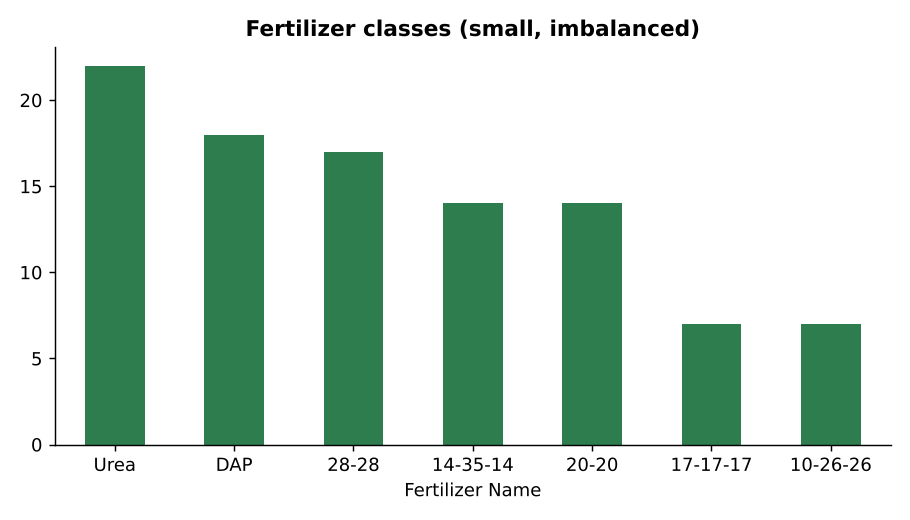 Fertilizer classes (small, imbalanced)
20
15
10
5
0
Urea DAP 28-28 14-35-14 20-20 17-17-17 10-26-26
Fertilizer Name